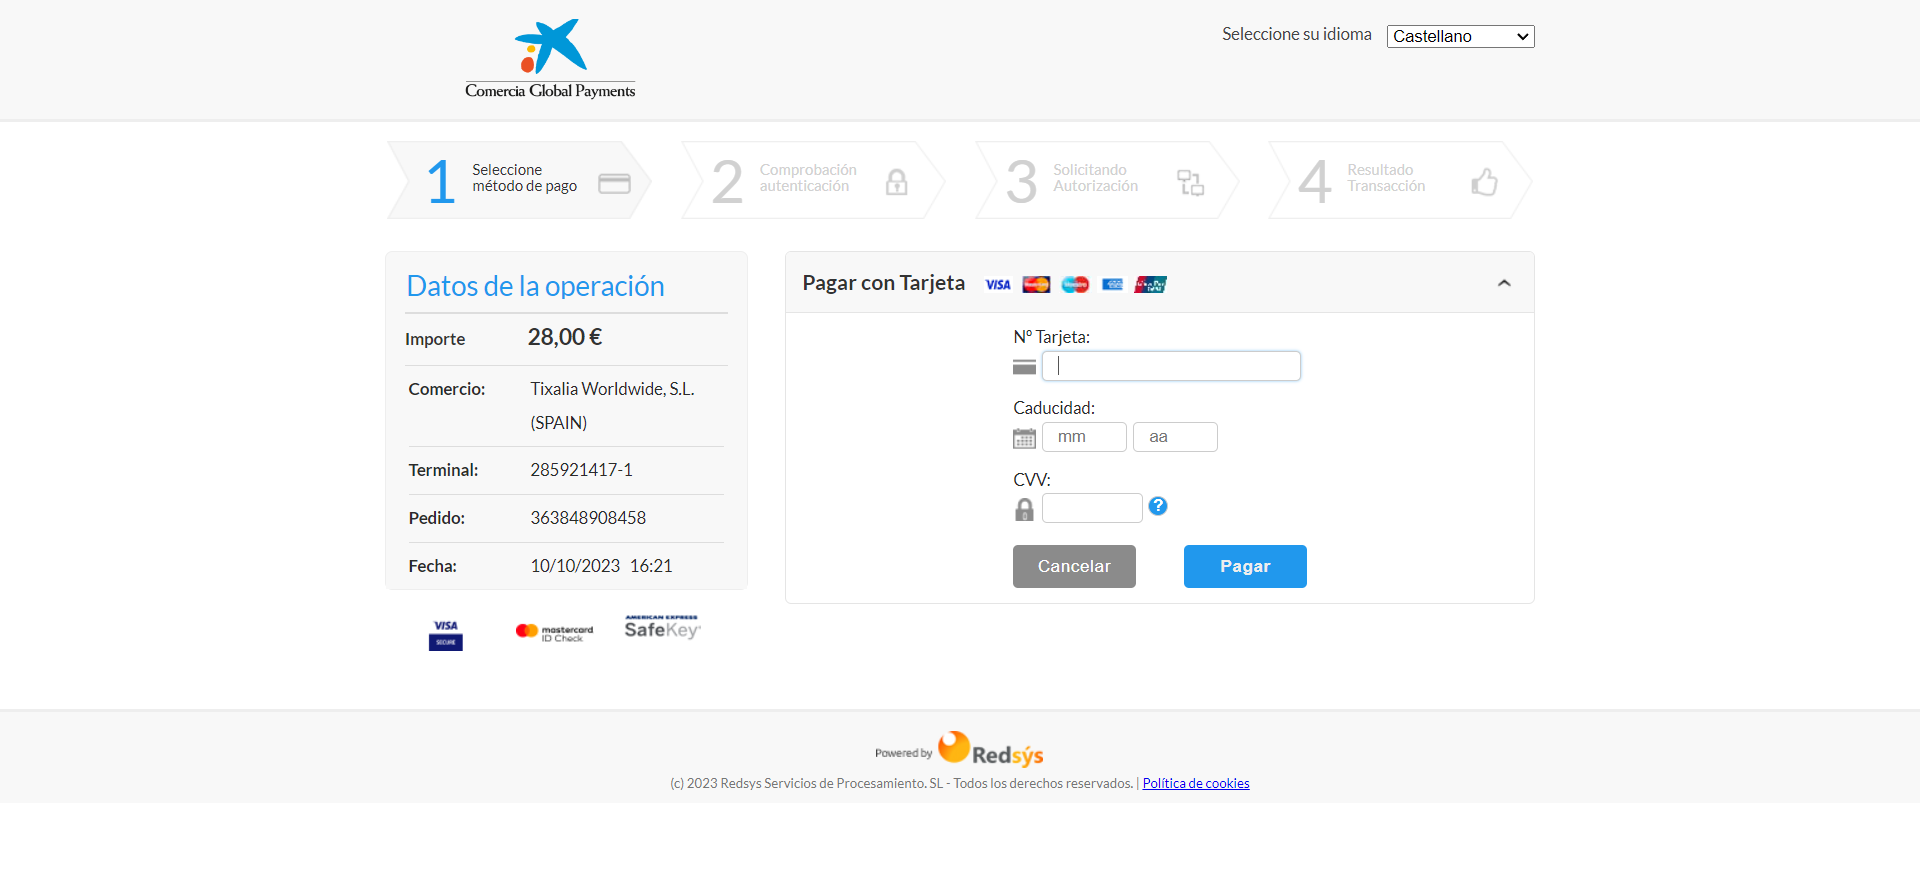 Comercia Global Payments
Seleccione su idioma
Castellano
1 Seleccione
método de pago
2 Comprobación
autenticación
3 Solicitando
Autorización
4 Resultado
Transacción
Datos de la operación
Importe 28,00 €
Comercio: Tixalia Worldwide, S.L.
(SPAIN)
Terminal: 285921417-1
Pedido: 363848908458
Fecha: 10/10/2023 16:21
VISA
SECURE
mastercard
ID Check
AMERICAN EXPRESS
SafeKey
Pagar con Tarjeta VISA MasterCard Maestro
Nº Tarjeta:
Caducidad:
mm aa
CVV:
?
Cancelar Pagar
Powered by Redsýs
(c) 2023 Redsys Servicios de Procesamiento. SL - Todos los derechos reservados. | Política de cookies